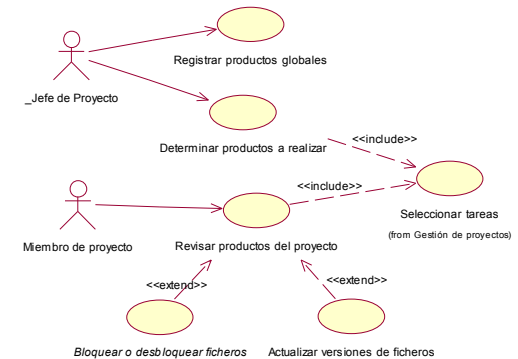 Registrar productos globales
_Jefe de Proyecto
Determinar productos a realizar
<<include>>
<<include>>
Seleccionar tareas
(from Gestión de proyectos)
Miembro de proyecto
Revisar productos del proyecto
<<extend>>
<<extend>>
Bloquear o desbloquear ficheros
Actualizar versiones de ficheros